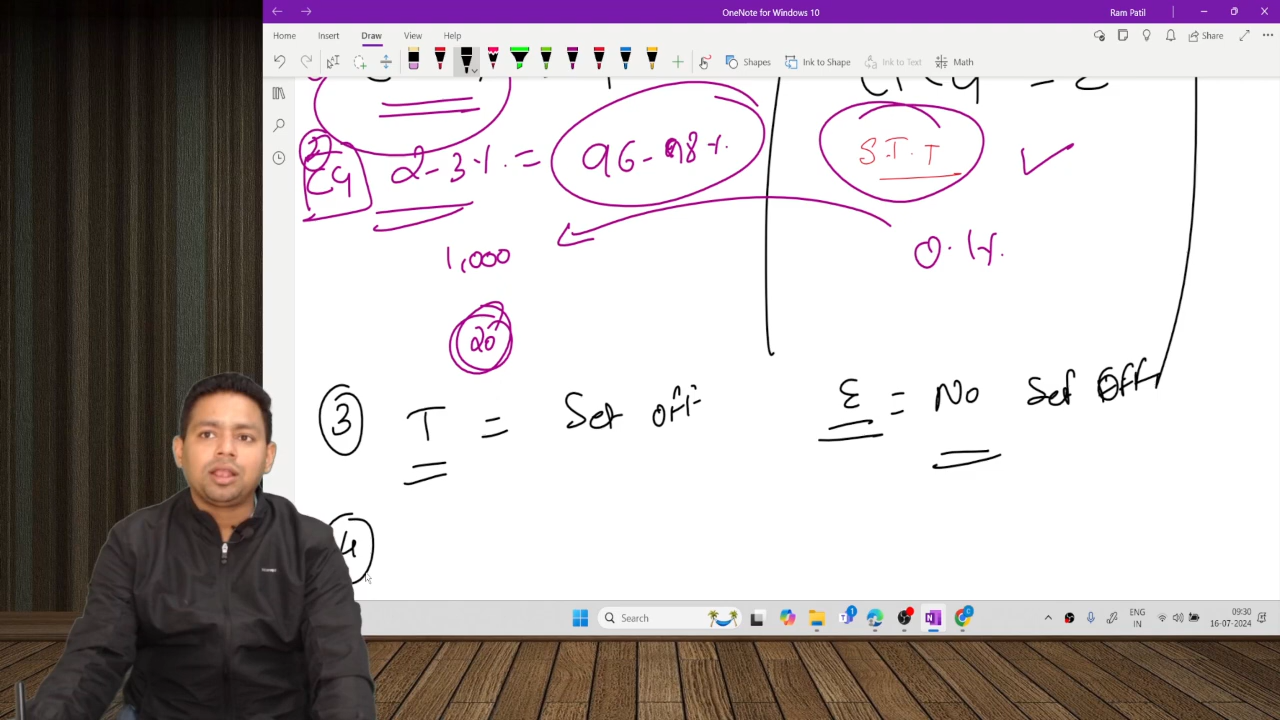 OneNote for Windows 10
Ram Patil
Home Insert Draw View Help
Share
Shapes Ink to Shape Ink to Text Math
2-3%. = 96-98%.
S.T.T
1,000
0.1%.
20
3 T = Set off
E = No Set Off
4
Search
ENG
IN
09:30
16-07-2024